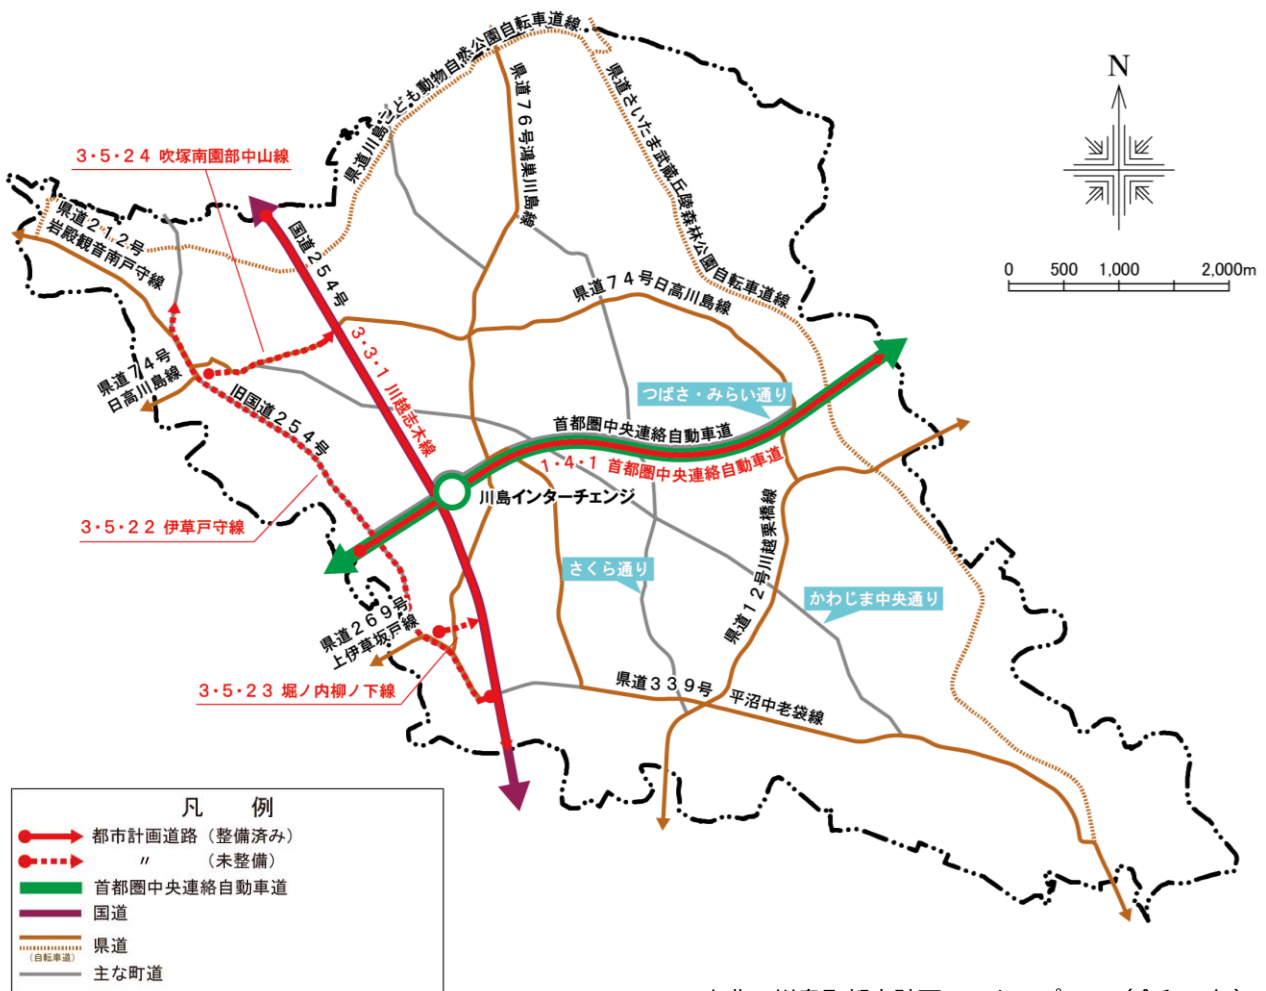 県道川島こども動物自然公園自転車道線
県道さいたま武蔵丘陵森林公園自転車道線
県道76号鴻巣川島線
N
0 500 1,000 2,000m
3・5・24 吹塚南園部中山線
県道212号
岩殿観音南戸守線
国道254号
県道74号日高川島線
3・3・1 川越志木線
県道74号
日高川島線
旧国道254号
つばさ・みらい通り
首都圏中央連絡自動車道
1・4・1 首都圏中央連絡自動車道
川島インターチェンジ
3・5・22 伊草戸守線
さくら通り
県道12号川越栗橋線
かわじま中央通り
県道269号
上伊草坂戸線
3・5・23 堀ノ内柳ノ下線
県道339号 平沼中老袋線
凡 例
都市計画道路（整備済み）
〃 （未整備）
首都圏中央連絡自動車道
国道
県道
（自転車道）
主な町道